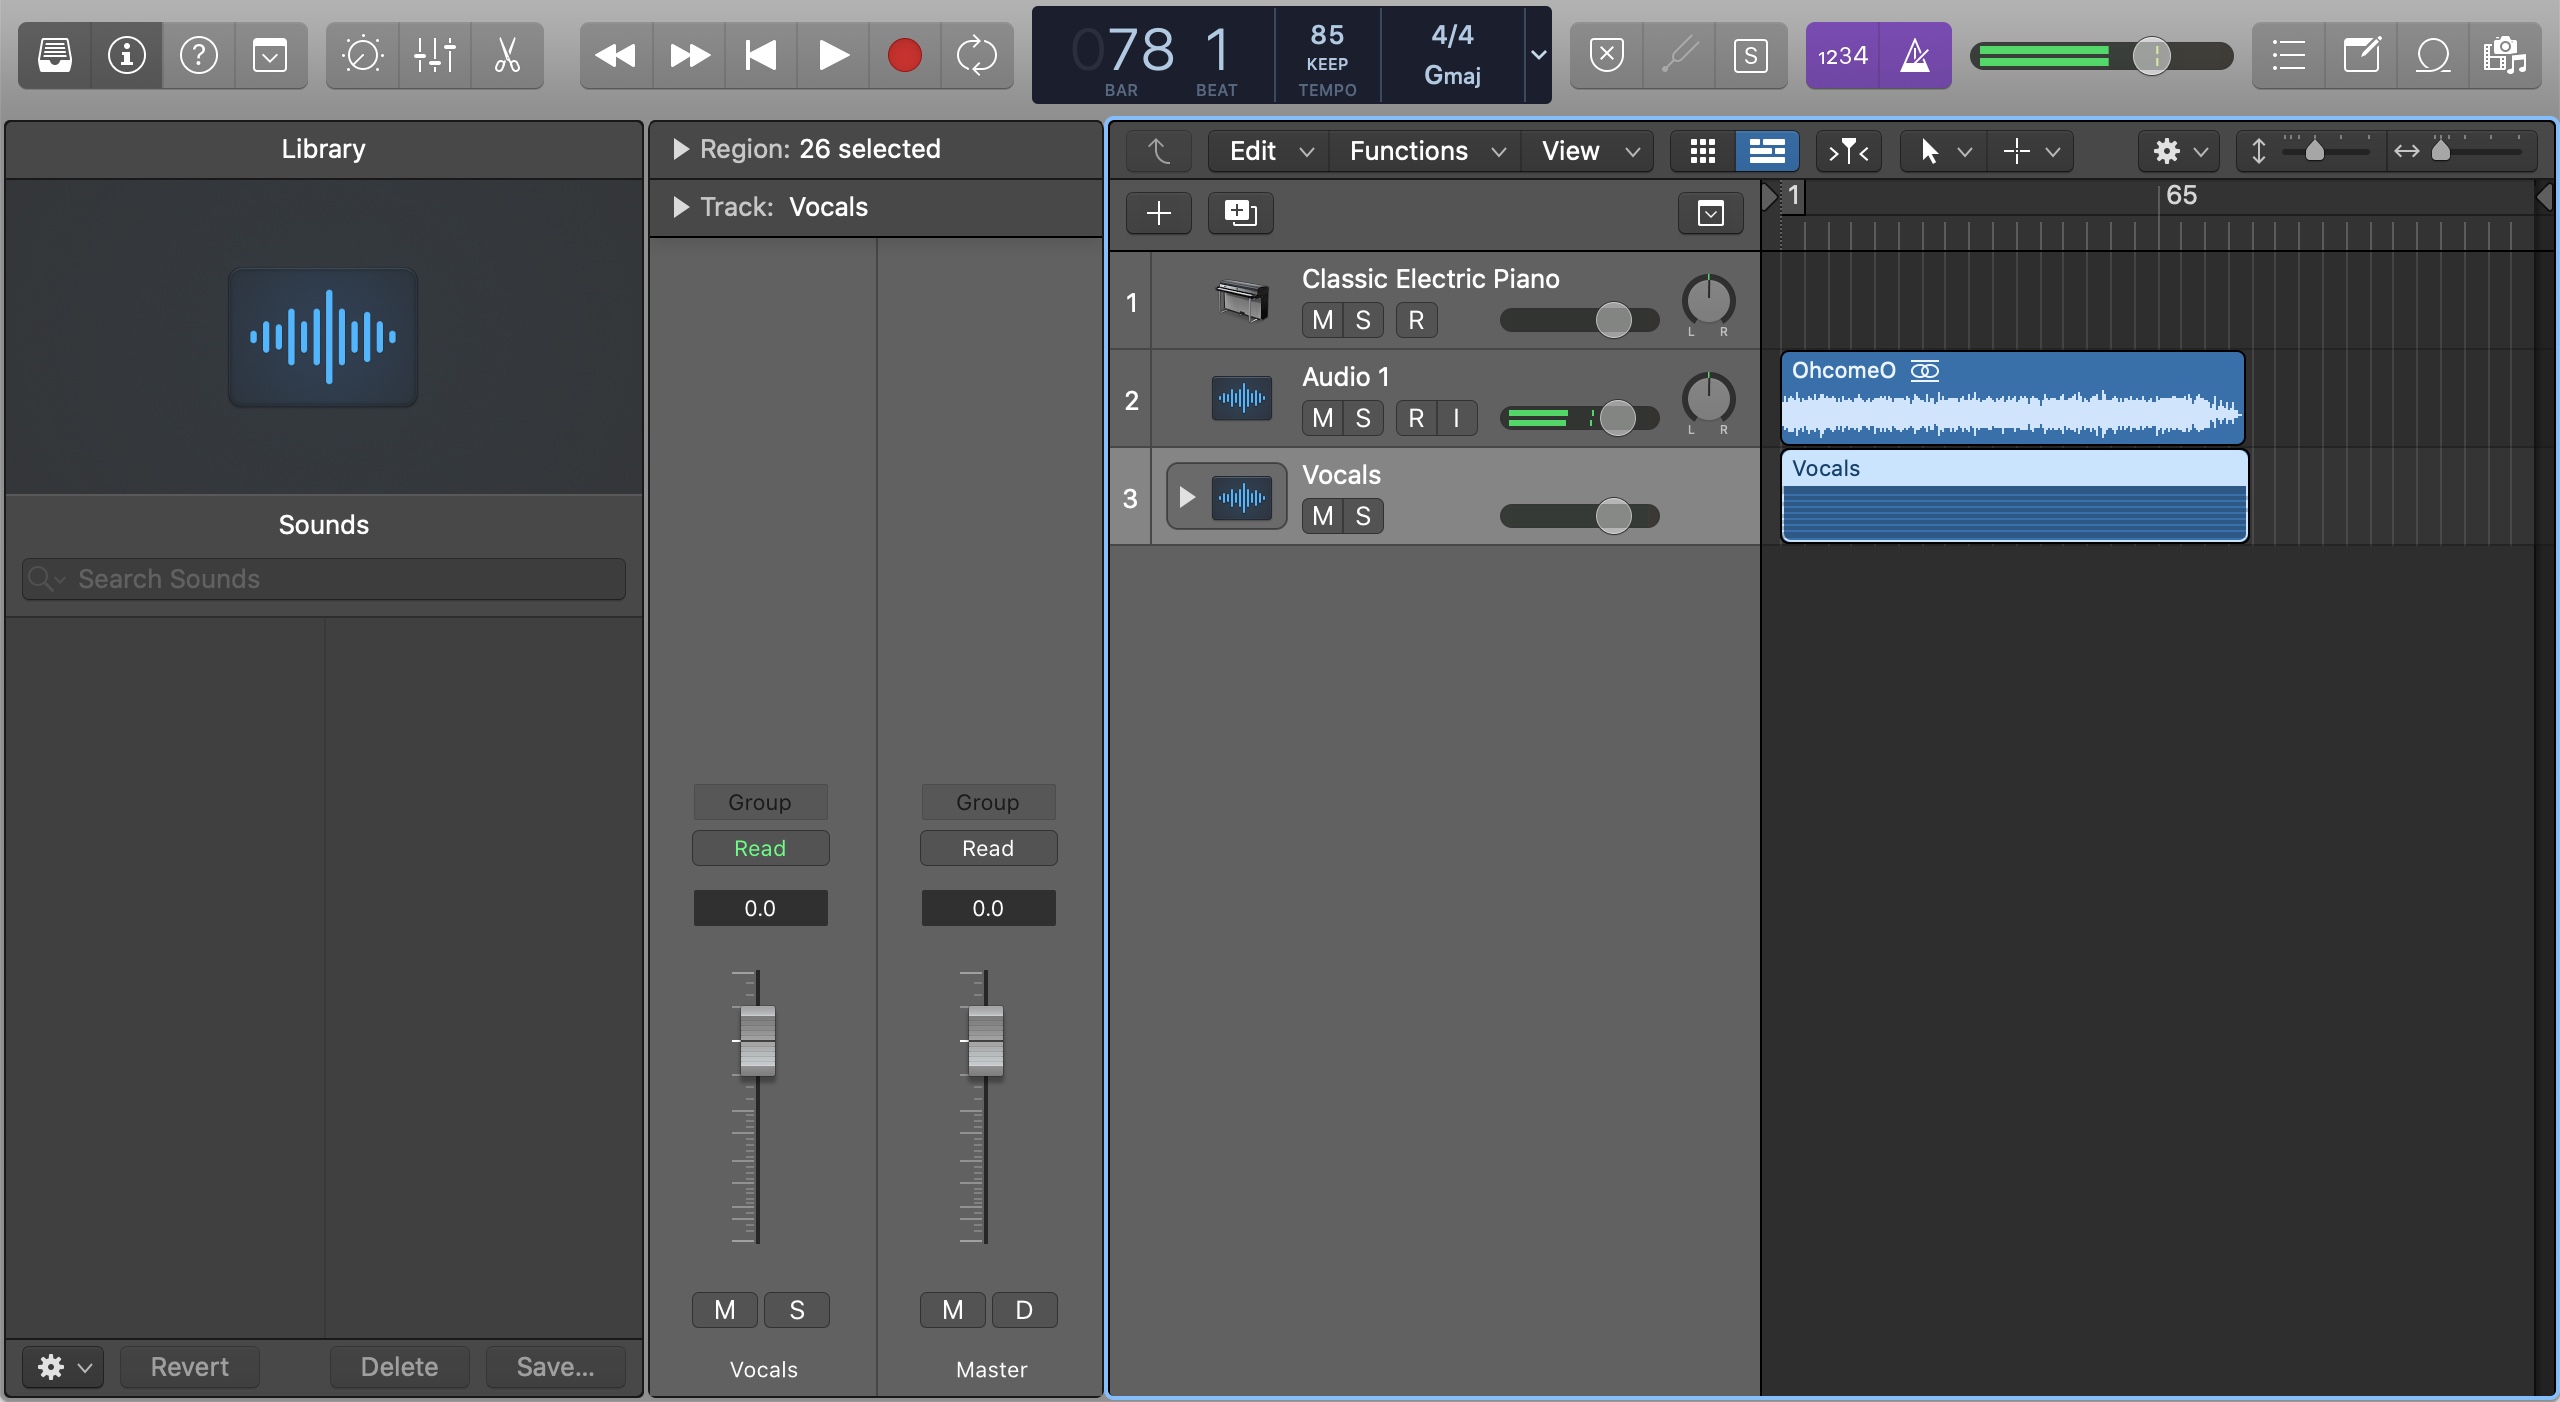 078 1
BAR BEAT
85
KEEP
TEMPO
4/4
Gmaj
S
1234
Library
Sounds
Search Sounds
Revert
Delete
Save...
Region: 26 selected
Track: Vocals
Group
Read
0.0
M S
Vocals
Group
Read
0.0
M D
Master
Edit
Functions
View
1
65
1
Classic Electric Piano
M S R
L R
2
Audio 1
M S R I
L R
3
Vocals
M S
OhcomeO
Vocals